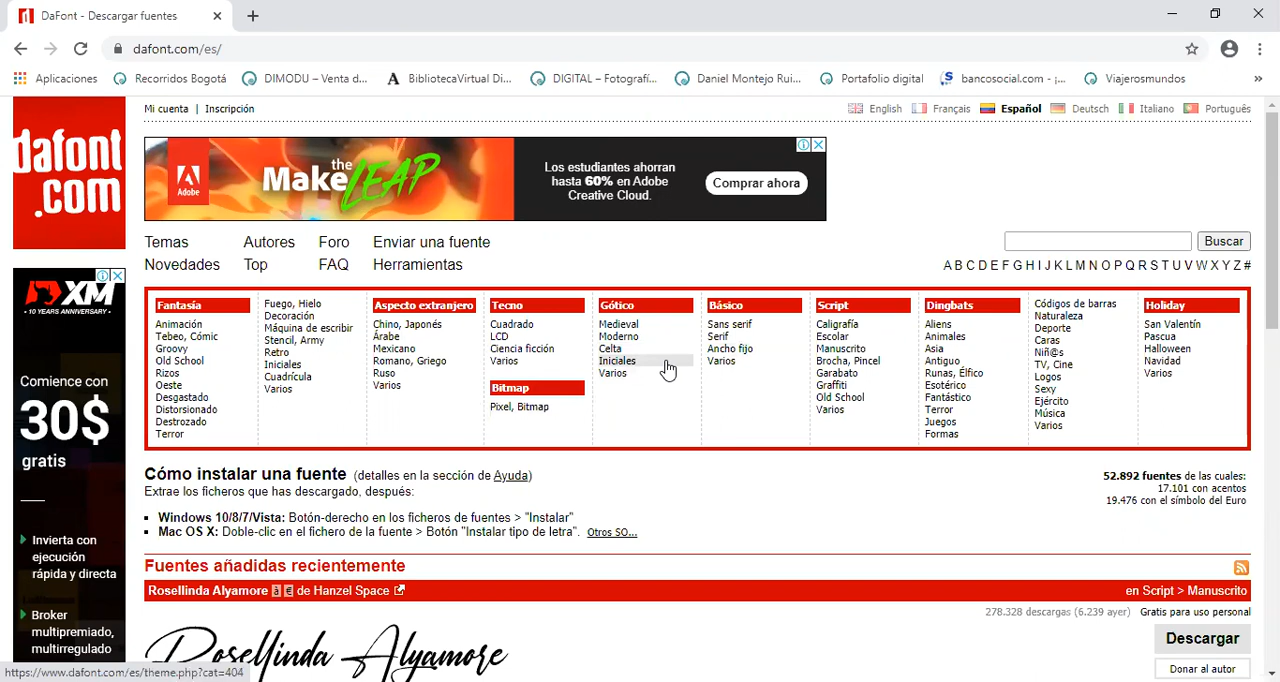 DaFont - Descargar fuentes
dafont.com/es/
Aplicaciones
Recorridos Bogotá
DIMODU – Venta d...
BibliotecaVirtual Di...
DIGITAL – Fotografí...
Daniel Montejo Rui...
Portafolio digital
bancosocial.com - ¡...
Viajerosmundos
»
dafont
.com
Mi cuenta | Inscripción
English
Français
Español
Deutsch
Italiano
Português
Adobe
the
Make LEAP
Los estudiantes ahorran
hasta 60% en Adobe
Creative Cloud.
Comprar ahora
Temas
Autores
Foro
Enviar una fuente
Novedades
Top
FAQ
Herramientas
Buscar
A B C D E F G H I J K L M N O P Q R S T U V W X Y Z #
Fantasía
Animación
Tebeo, Cómic
Groovy
Old School
Rizos
Oeste
Desgastado
Distorsionado
Destrozado
Terror
Fuego, Hielo
Decoración
Máquina de escribir
Stencil, Army
Retro
Iniciales
Cuadrícula
Varios
Aspecto extranjero
Chino, Japonés
Árabe
Mexicano
Romano, Griego
Ruso
Varios
Tecno
Cuadrado
LCD
Ciencia ficción
Varios
Bitmap
Pixel, Bitmap
Gótico
Medieval
Moderno
Celta
Iniciales
Varios
Básico
Sans serif
Serif
Ancho fijo
Varios
Script
Caligrafía
Escolar
Manuscrito
Brocha, Pincel
Garabato
Graffiti
Old School
Varios
Dingbats
Aliens
Animales
Asia
Antiguo
Runas, Élfico
Esotérico
Fantástico
Terror
Juegos
Formas
Códigos de barras
Naturaleza
Deporte
Caras
Niñ@s
TV, Cine
Logos
Sexy
Ejército
Música
Varios
Holiday
San Valentín
Pascua
Halloween
Navidad
Varios
XM
10 YEARS ANNIVERSARY
Comience con
30$
gratis
Invierta con
ejecución
rápida y directa
Broker
multipremiado,
multirregulado
Cómo instalar una fuente (detalles en la sección de Ayuda)
Extrae los ficheros que has descargado, después:
Windows 10/8/7/Vista: Botón-derecho en los ficheros de fuentes > "Instalar"
Mac OS X: Doble-clic en el fichero de la fuente > Botón "Instalar tipo de letra". Otros SO...
52.892 fuentes de las cuales:
17.101 con acentos
19.476 con el símbolo del Euro
Fuentes añadidas recientemente
Rosellinda Alyamore à € de Hanzel Space
en Script > Manuscrito
278.328 descargas (6.239 ayer) Gratis para uso personal
Rosellinda Alyamore
Descargar
Donar al autor
https://www.dafont.com/es/theme.php?cat=404